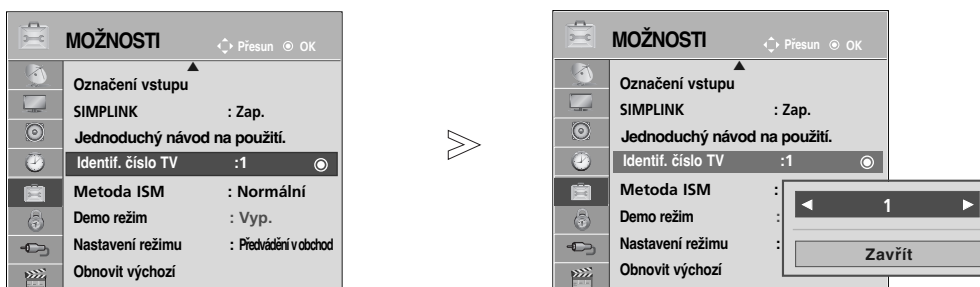 MOŽNOSTI Přesun OK
Označení vstupu
SIMPLINK : Zap.
Jednoduchý návod na použití.
Identif. číslo TV :1
Metoda ISM : Normální
Demo režim : Vyp.
Nastavení režimu : Předvádění v obchod
Obnovit výchozí
MOŽNOSTI Přesun OK
Označení vstupu
SIMPLINK : Zap.
Jednoduchý návod na použití.
Identif. číslo TV :1
Metoda ISM :
Demo režim :
Nastavení režimu :
Obnovit výchozí
1
Zavřít